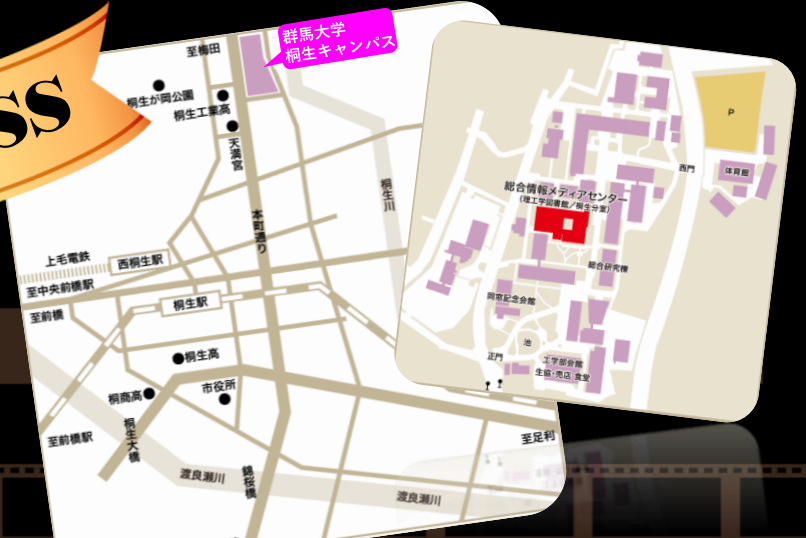 SS
群馬大学
桐生キャンパス
至梅田
桐生が岡公園
桐生工業高
天満宮
桐生川
本町通り
上毛電鉄
西桐生駅
至中央前橋駅
至前橋
桐生駅
桐生高
桐商高
市役所
至前橋駅
桐生大橋
渡良瀬川
錦桜橋
渡良瀬川
至足利
P
西門
体育館
総合情報メディアセンター
(理工学図書館/桐生分室)
総合研究棟
同窓記念会館
池
正門
工学部会館
生協・売店 食堂